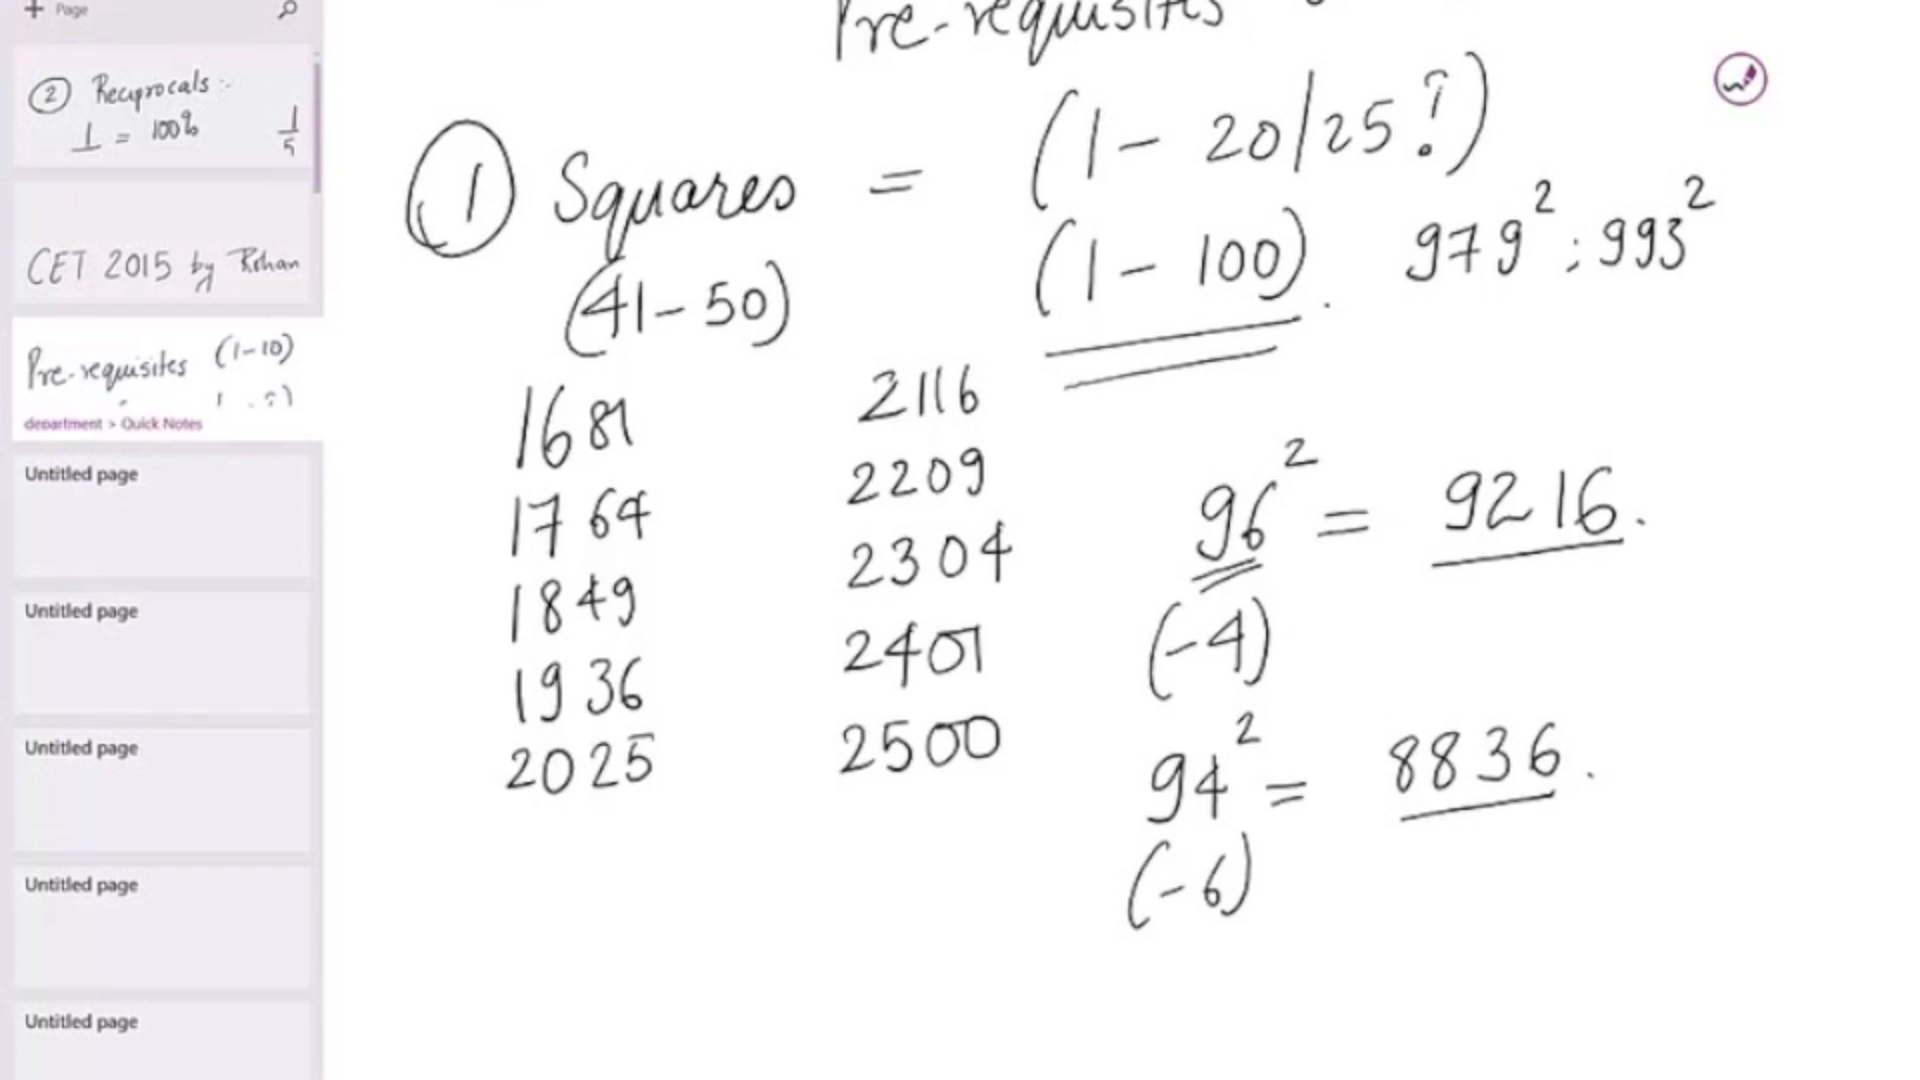 + Page
② Reciprocals :-
1 = 100% 1/5
CET 2015 by Rohan
Pre-requisites (1-10)
department > Quick Notes
Untitled page
Untitled page
Untitled page
Untitled page
Untitled page
Pre-requisites
① Squares = (1 - 20/25!)
(41-50) (1 - 100). 979² ; 993²
1681 2116
1764 2209
1849 2304
1936 2401
2025 2500
96² = 9216.
(-4)
94² = 8836.
(-6)